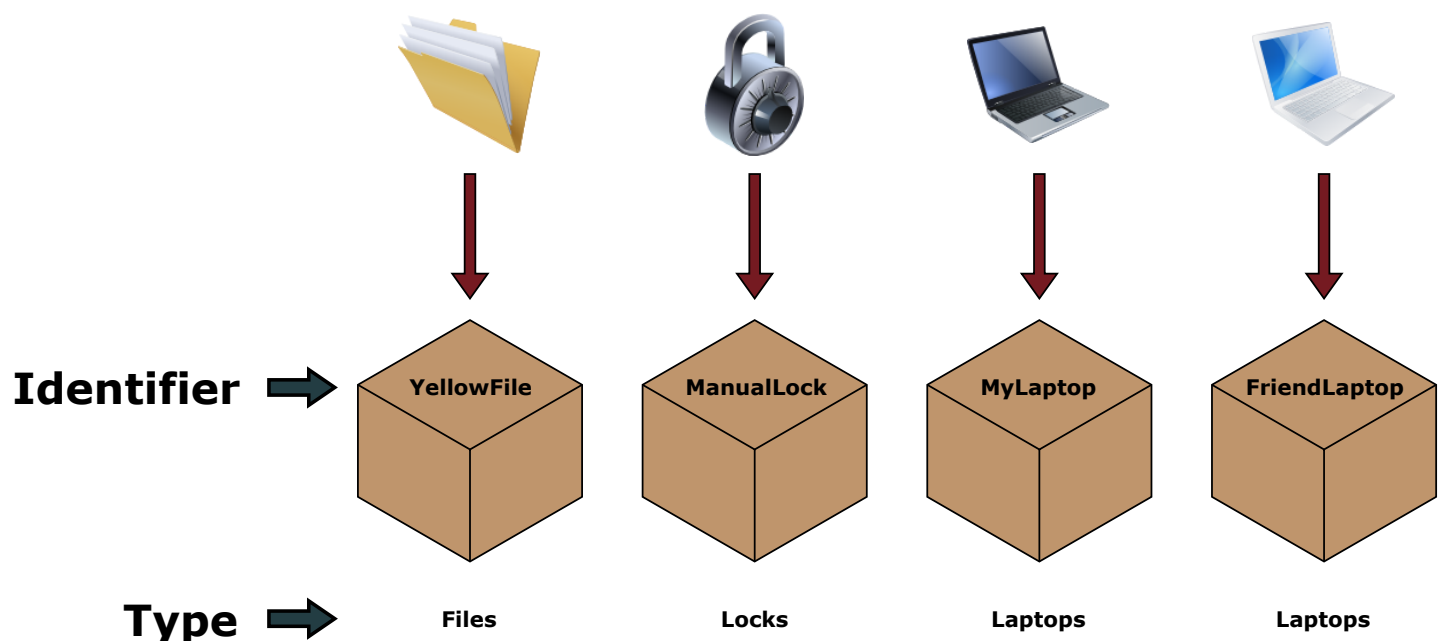 Identifier
YellowFile
ManualLock
MyLaptop
FriendLaptop
Type
Files
Locks
Laptops
Laptops